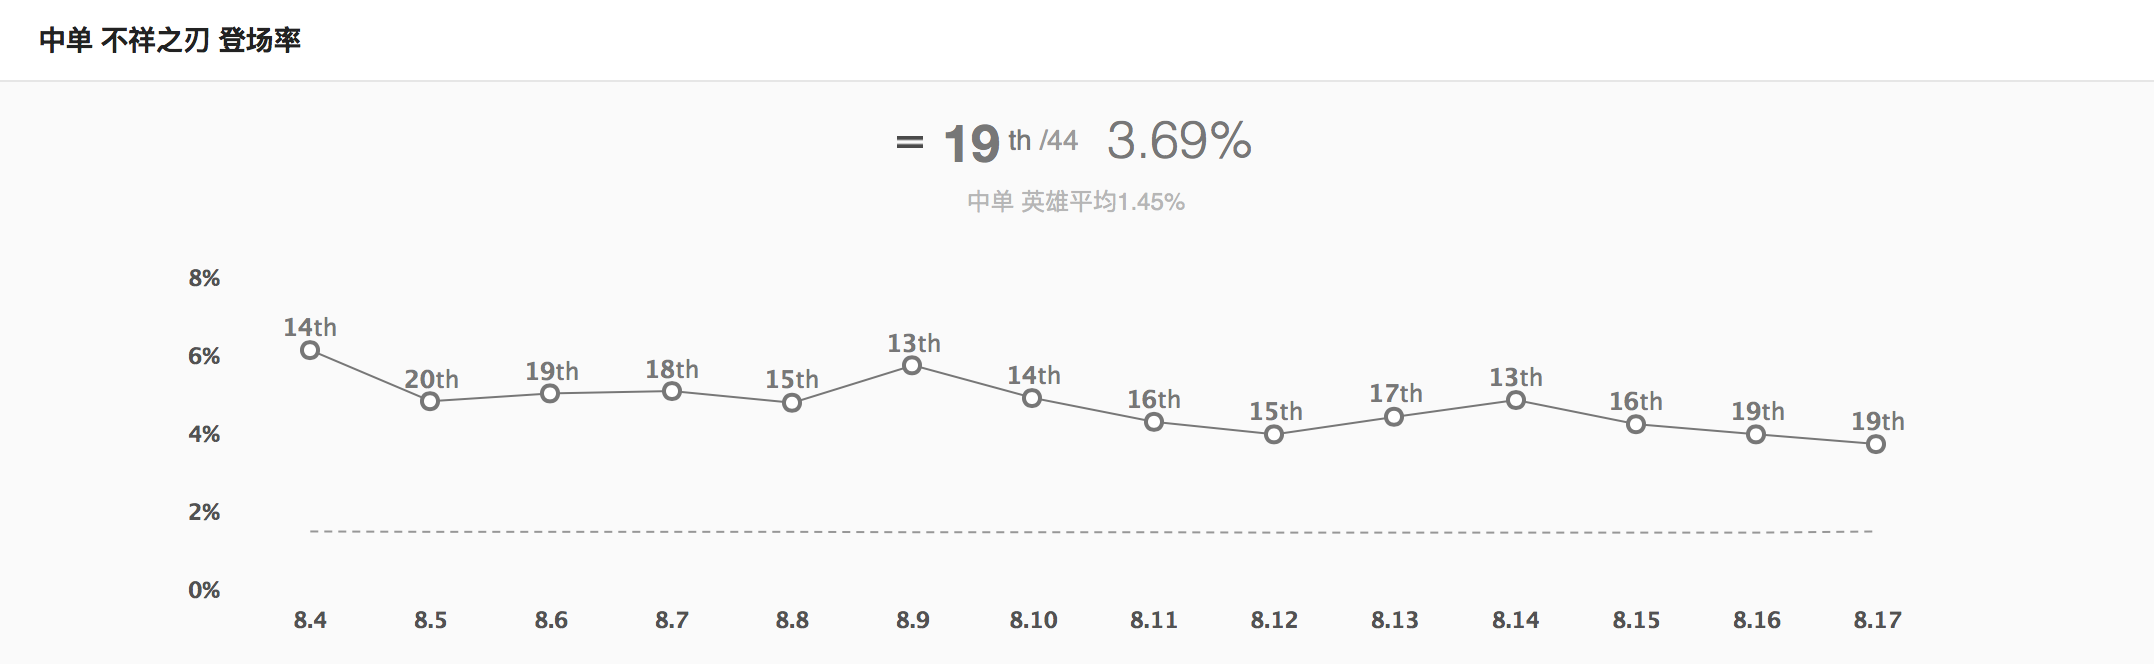 中单 不祥之刃 登场率
= 19 th /44 3.69%
中单 英雄平均1.45%
8%
14th
13th
6%
20th 19th 18th 15th 14th 13th
16th 15th 17th 16th 19th 19th
4%
2%
0%
8.4 8.5 8.6 8.7 8.8 8.9 8.10 8.11 8.12 8.13 8.14 8.15 8.16 8.17